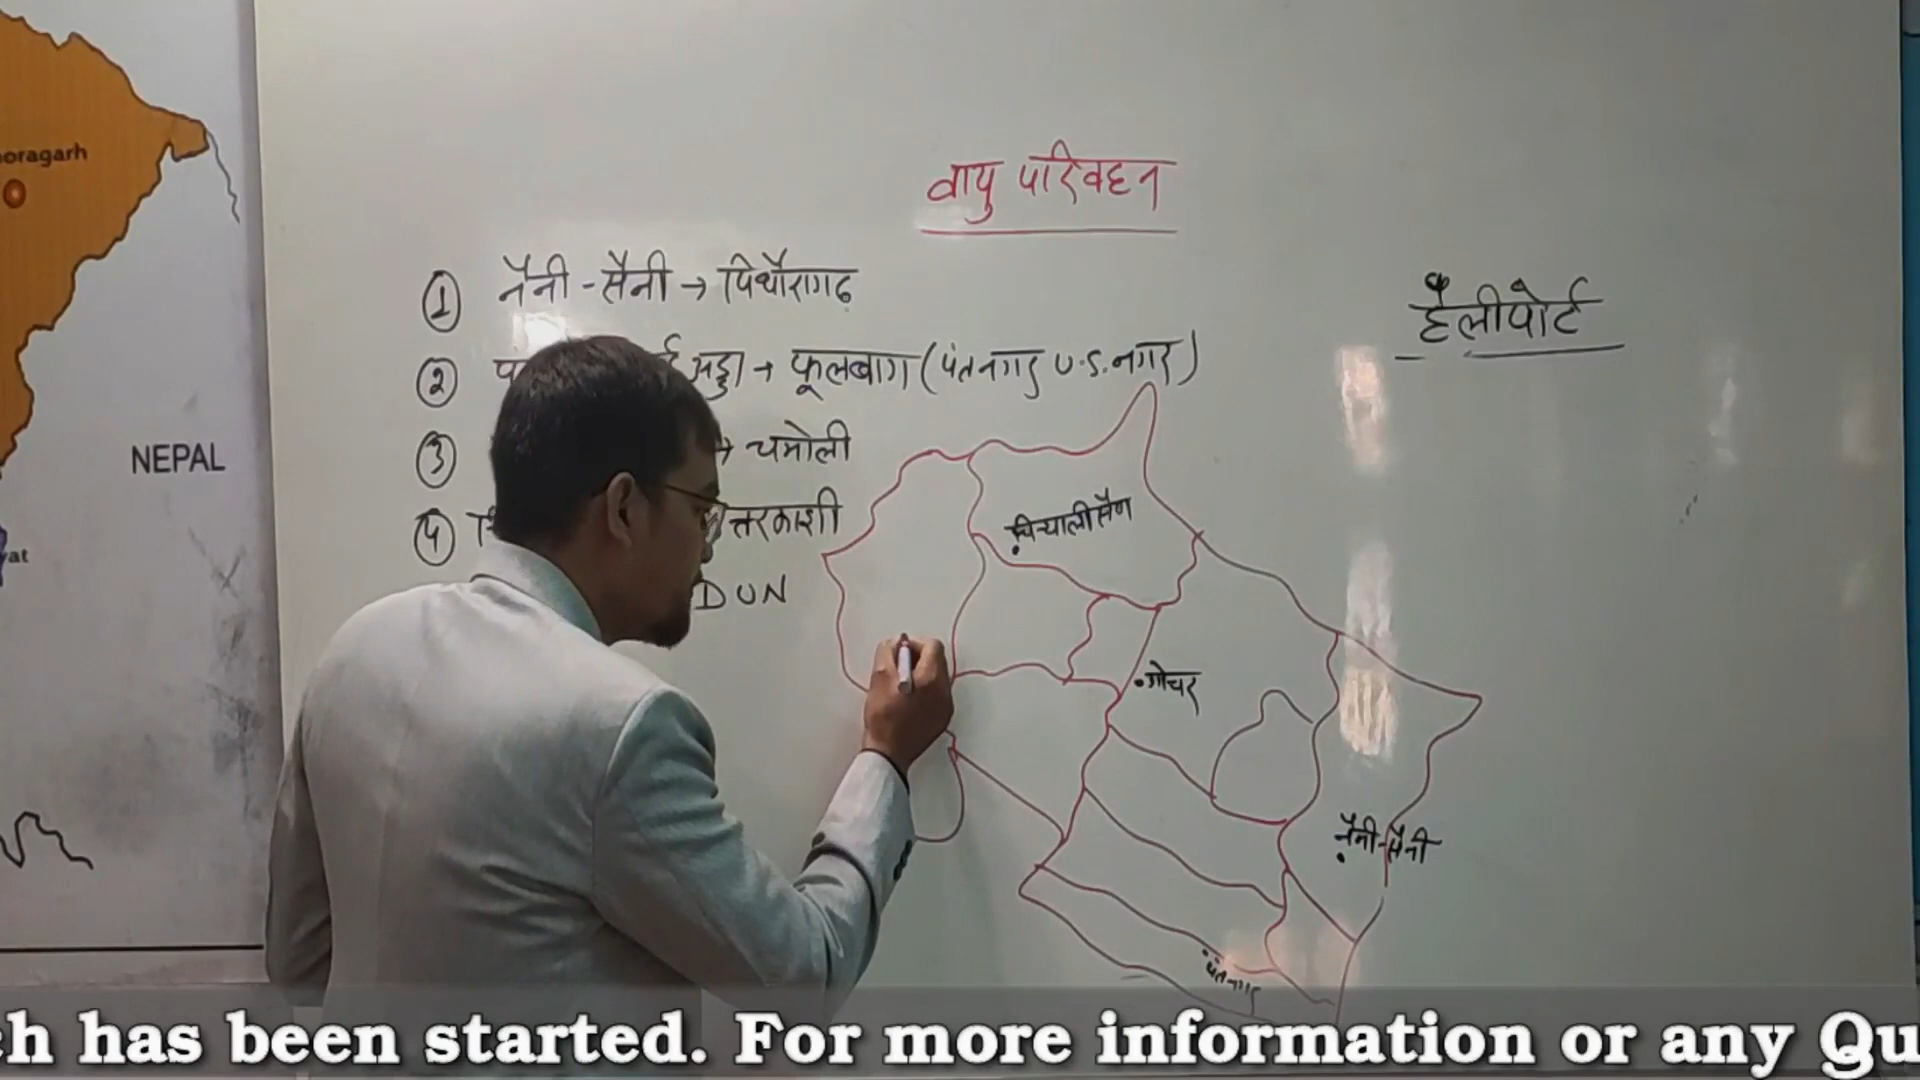 oragarh
NEPAL
at
वायु परिवहन
① नैनी-सैनी → पिथौरागढ
② अड्डा → फूलबाग (पंतनगर U.S. नगर)
③ → चमोली
④
DUN
हैलीपोर्ट
चिन्यालीसैण
• गोचर
नैनी-सैनी
पंतनगर
has been started. For more information or any Qu